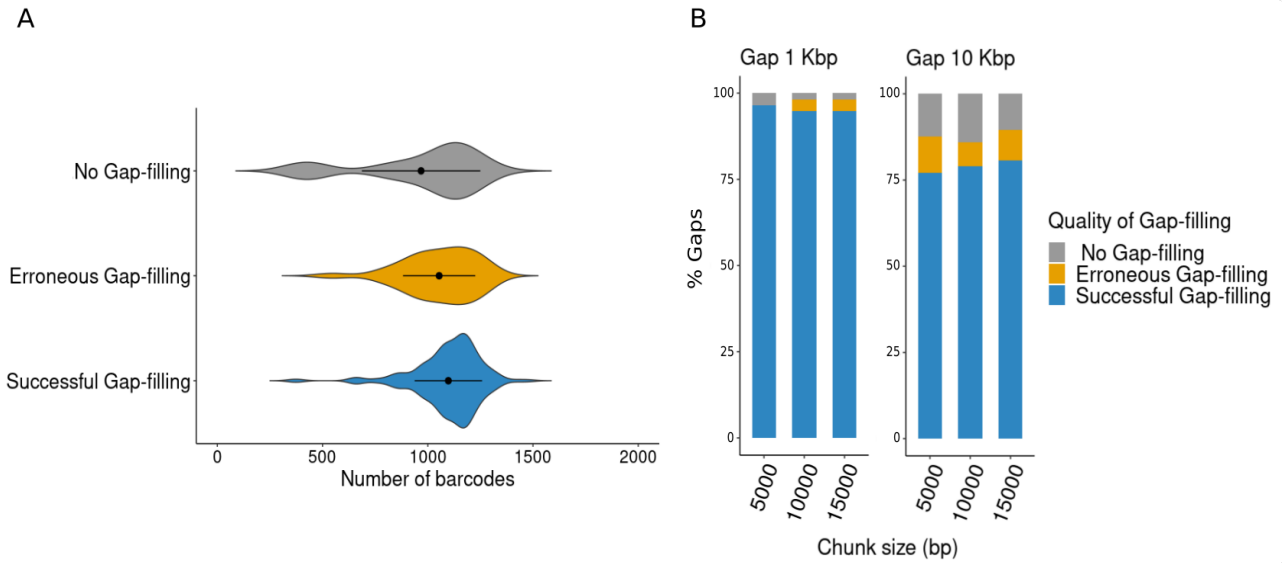 A
No Gap-filling
Erroneous Gap-filling
Successful Gap-filling
0 500 1000 1500 2000
Number of barcodes
B
Gap 1 Kbp
Gap 10 Kbp
% Gaps
100
75
50
25
0
100
75
50
25
0
5000 10000 15000
5000 10000 15000
Chunk size (bp)
Quality of Gap-filling
No Gap-filling
Erroneous Gap-filling
Successful Gap-filling